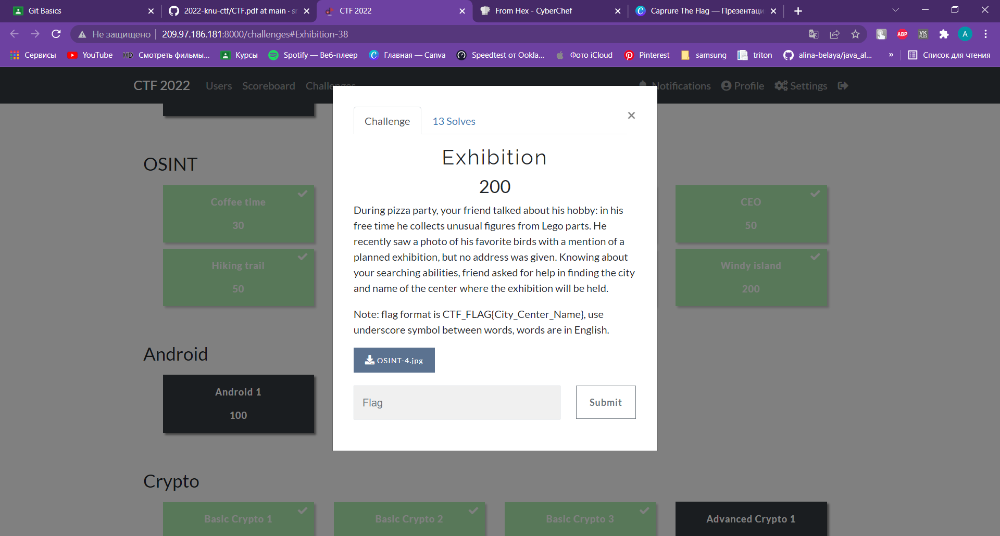 Git Basics
2022-knu-ctf/CTF.pdf at main · sr
CTF 2022
From Hex - CyberChef
Caprure The Flag — Презентаци
Не защищено | 209.97.186.181:8000/challenges#Exhibition-38
ABP
VK FLEX
A
Сервисы
YouTube
HD Смотреть фильмы...
Курсы
Spotify — Веб-плеер
Главная — Canva
Speedtest от Ookla...
Фото iCloud
Pinterest
samsung
triton
alina-belaya/java_al...
»
Список для чтения
CTF 2022
Users
Scoreboard
Challenges
Notifications
Profile
Settings
Challenge
13 Solves
×
Exhibition
200
During pizza party, your friend talked about his hobby: in his
free time he collects unusual figures from Lego parts. He
recently saw a photo of his favorite birds with a mention of a
planned exhibition, but no address was given. Knowing about
your searching abilities, friend asked for help in finding the city
and name of the center where the exhibition will be held.
Note: flag format is CTF_FLAG{City_Center_Name}, use
underscore symbol between words, words are in English.
OSINT-4.jpg
Flag
Submit
OSINT
Coffee time
30
CEO
50
Hiking trail
50
Windy island
200
Android
Android 1
100
Crypto
Basic Crypto 1
Basic Crypto 2
Basic Crypto 3
Advanced Crypto 1